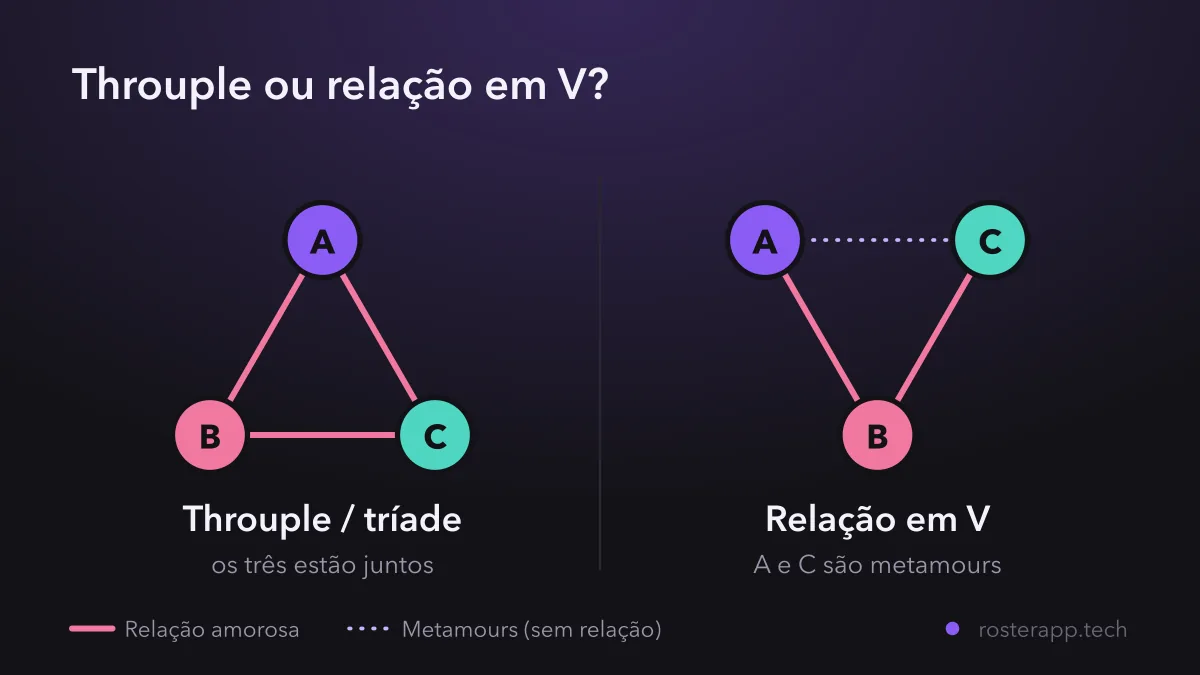 Throuple ou relação em V?
A
B
C
Throuple / tríade
os três estão juntos
A
C
B
Relação em V
A e C são metamours
Relação amorosa
Metamours (sem relação)
rosterapp.tech